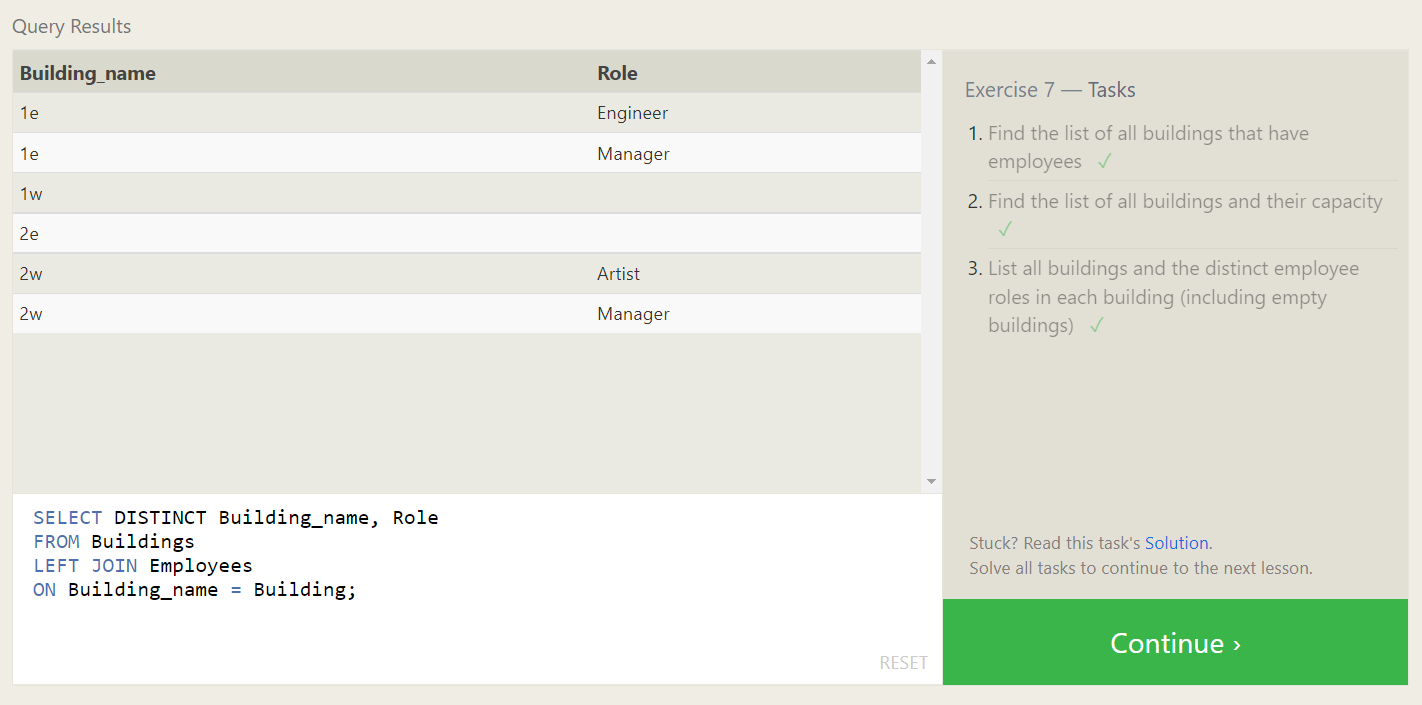 Query Results
Building_name Role
1e Engineer
1e Manager
1w
2e
2w Artist
2w Manager
SELECT DISTINCT Building_name, Role
FROM Buildings
LEFT JOIN Employees
ON Building_name = Building;
RESET
Exercise 7 — Tasks
1. Find the list of all buildings that have
employees ✓
2. Find the list of all buildings and their capacity
✓
3. List all buildings and the distinct employee
roles in each building (including empty
buildings) ✓
Stuck? Read this task's Solution.
Solve all tasks to continue to the next lesson.
Continue ›